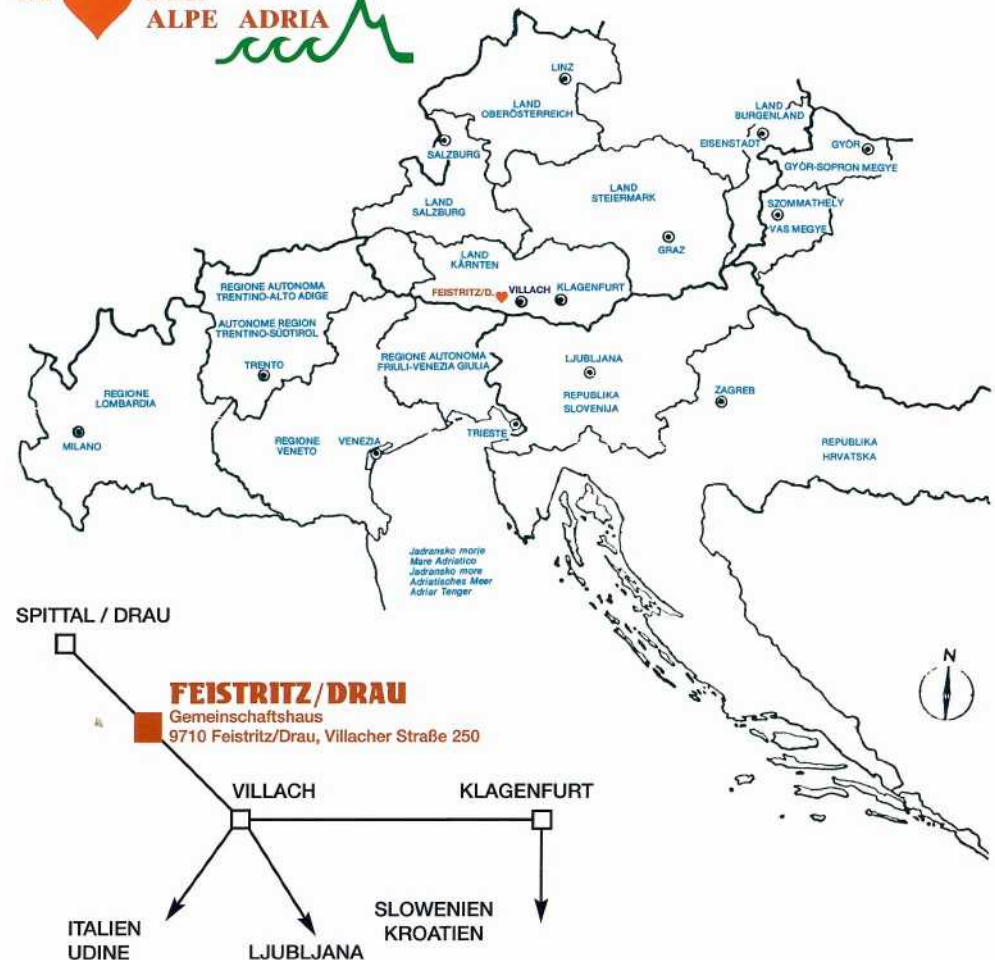 ALPE ADRIA
LINZ
LAND
OBERÖSTERREICH
LAND
BURGENLAND
EISENSTADT
GYÖR
GYÖR-SOPRON MEGYE
SALZBURG
LAND
SALZBURG
LAND
STEIERMARK
SZOMMATHELY
VAS MEGYE
GRAZ
LAND
KÄRNTEN
FEISTRITZ/D.
VILLACH
KLAGENFURT
REGIONE AUTONOMA
TRENTINO-ALTO ADIGE
AUTONOME REGION
TRENTINO-SÜDTIROL
TRENTO
REGIONE AUTONOMA
FRIULI-VENEZIA GIULIA
LJUBLJANA
REPUBLIKA
SLOVENIJA
ZAGREB
REGIONE
LOMBARDIA
MILANO
REGIONE
VENETO
VENEZIA
TRIESTE
REPUBLIKA
HRVATSKA
Jadransko morje
Mare Adriatico
Jadransko more
Adriatisches Meer
Adriar Tenger
N
SPITTAL / DRAU
FEISTRITZ/DRAU
Gemeinschaftshaus
9710 Feistritz/Drau, Villacher Straße 250
VILLACH
KLAGENFURT
ITALIEN
UDINE
LJUBLJANA
SLOWENIEN
KROATIEN